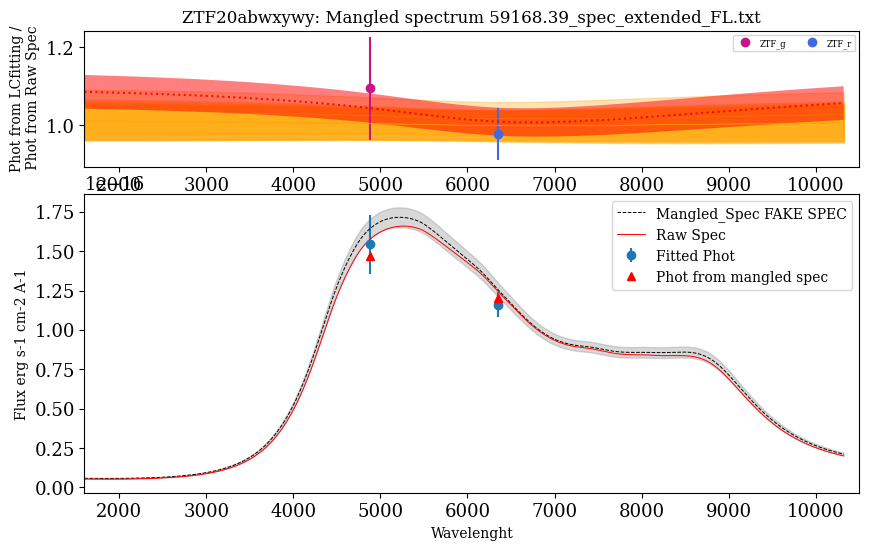 ZTF20abwxywy: Mangled spectrum 59168.39_spec_extended_FL.txt
Phot from LCfitting /
Phot from Raw Spec
1.2
1.0
ZTF_g
ZTF_r
2000 3000 4000 5000 6000 7000 8000 9000 10000
1e−16
Flux erg s-1 cm-2 A-1
1.75
1.50
1.25
1.00
0.75
0.50
0.25
0.00
Mangled_Spec FAKE SPEC
Raw Spec
Fitted Phot
Phot from mangled spec
2000 3000 4000 5000 6000 7000 8000 9000 10000
Wavelenght